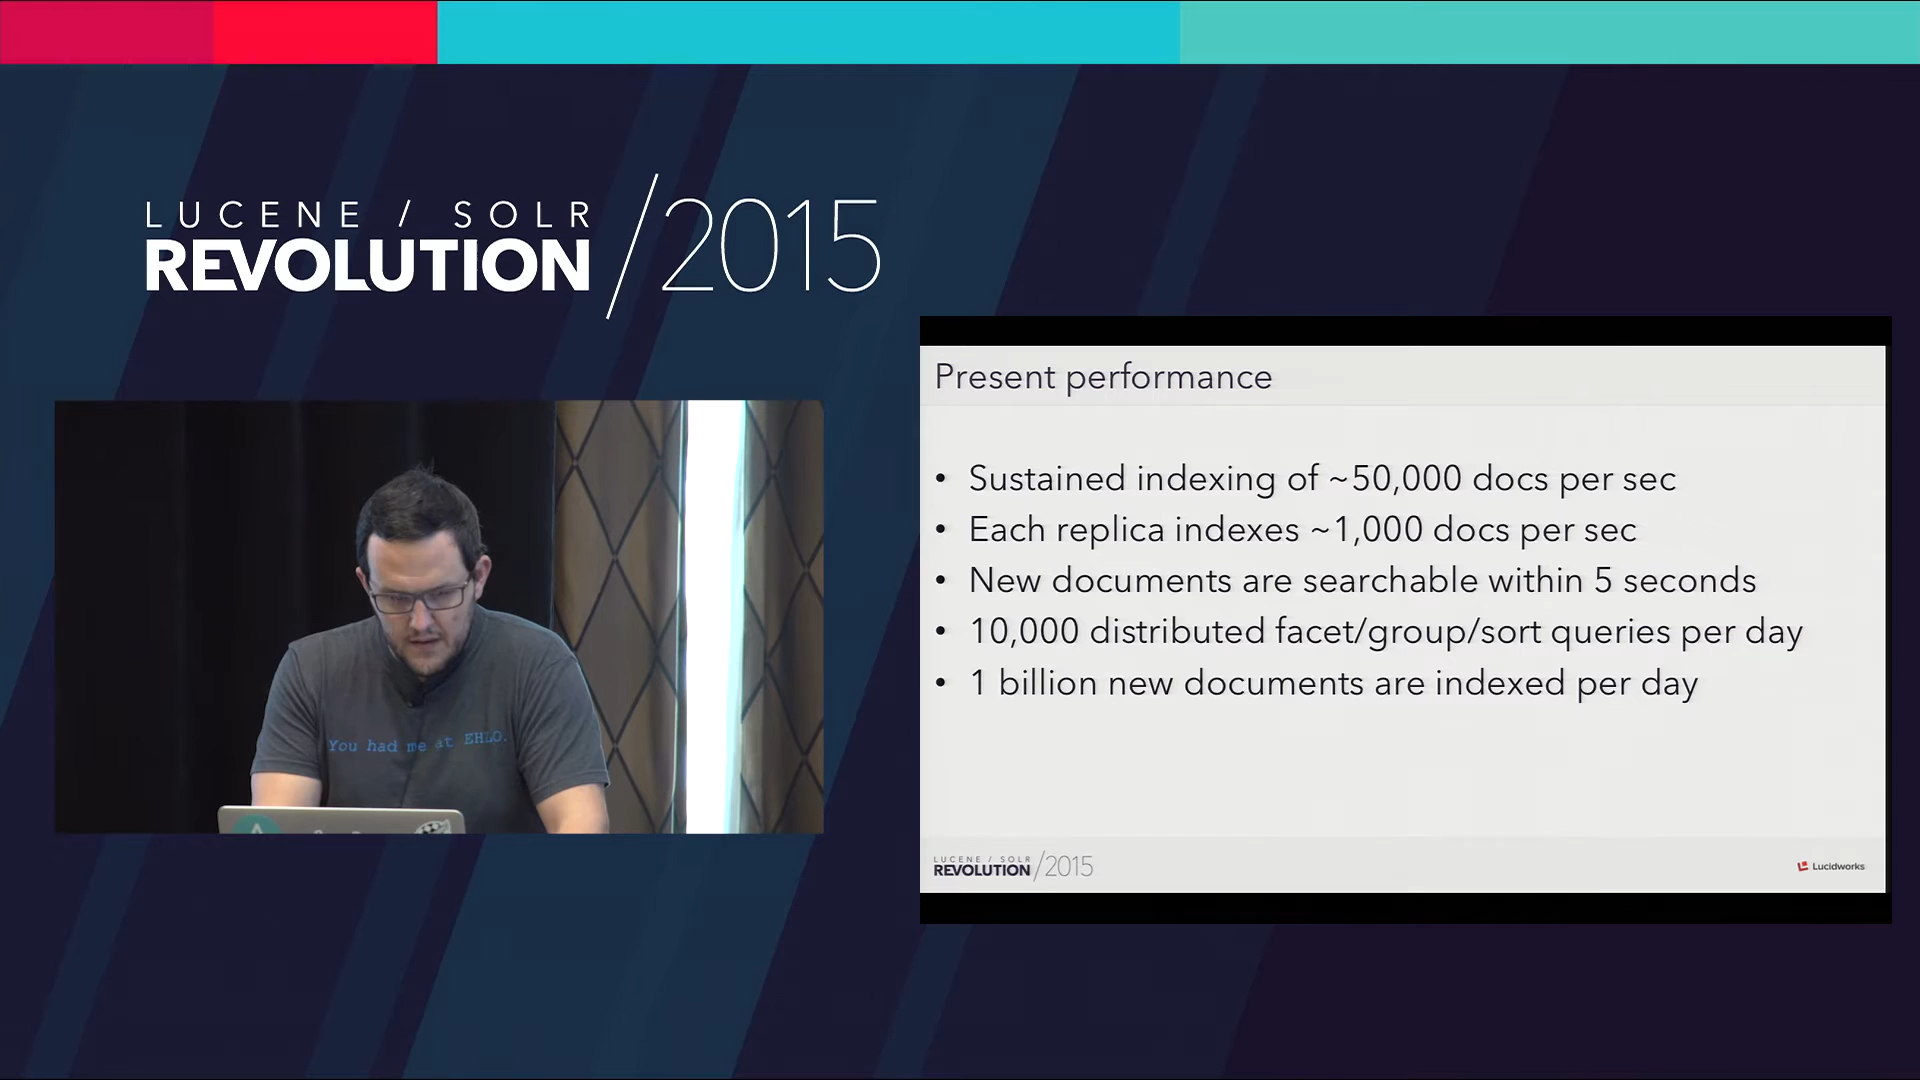 LUCENE / SOLR
REVOLUTION /2015
Present performance
• Sustained indexing of ~50,000 docs per sec
• Each replica indexes ~1,000 docs per sec
• New documents are searchable within 5 seconds
• 10,000 distributed facet/group/sort queries per day
• 1 billion new documents are indexed per day
You had me at EHLO.
LUCENE / SOLR
REVOLUTION /2015
Lucidworks